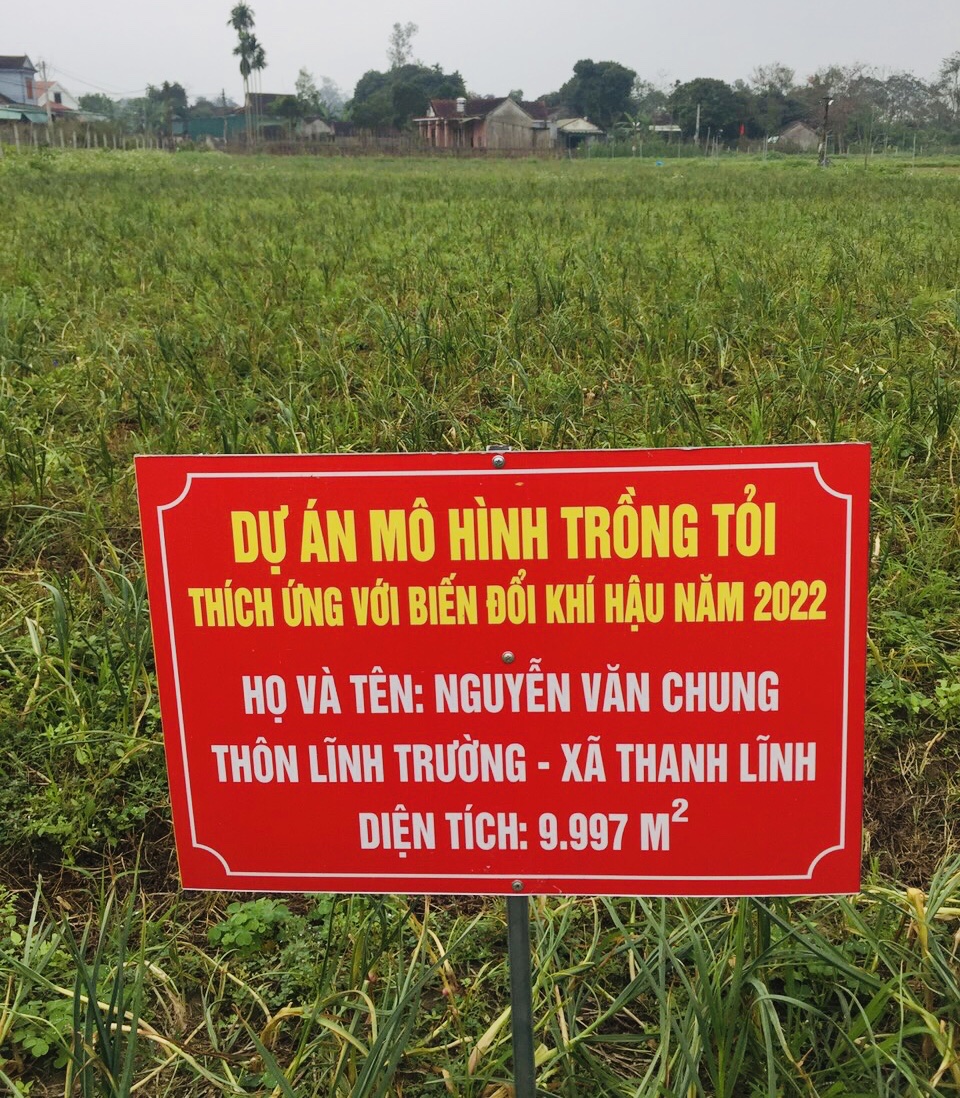 DỰ ÁN MÔ HÌNH TRỒNG TỎI
THÍCH ỨNG VỚI BIẾN ĐỔI KHÍ HẬU NĂM 2022
HỌ VÀ TÊN: NGUYỄN VĂN CHUNG
THÔN LĨNH TRƯỜNG - XÃ THANH LĨNH
DIỆN TÍCH: 9.997 M²